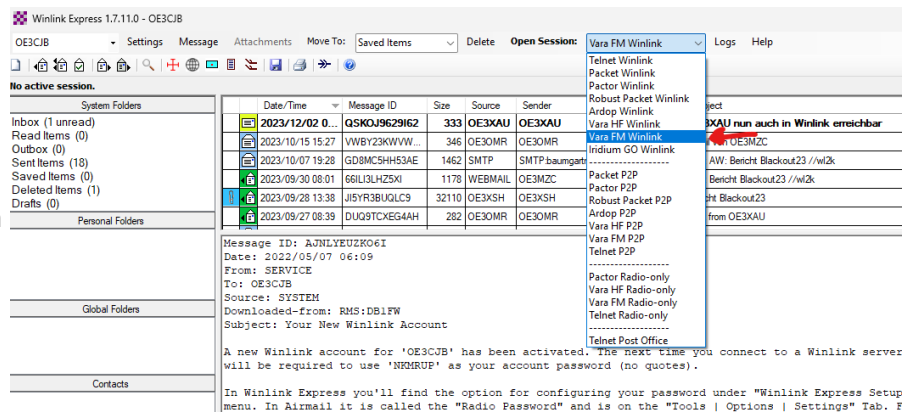 Winlink Express 1.7.11.0 - OE3CJB
OE3CJB Settings Message Attachments Move To: Saved Items Delete Open Session: Vara FM Winlink Logs Help
No active session.
System Folders
Inbox (1 unread)
Read Items (0)
Outbox (0)
Sent Items (18)
Saved Items (0)
Deleted Items (1)
Drafts (0)
Personal Folders
Global Folders
Contacts
Date/Time Message ID Size Source Sender ject
2023/12/02 0... QSKOJ9629I62 333 OE3XAU OE3XAU 3XAU nun auch in Winlink erreichbar
2023/10/15 15:27 VWBY23KWVW... 346 OE3OMR OE3OMR OE3MZC
2023/10/07 19:28 GD8MC5HH53AE 1462 SMTP SMTP:baumgart AW: Bericht Blackout23 //wl2k
2023/09/30 08:01 66ILI3LHZ5XI 1178 WEBMAIL OE3MZC Bericht Blackout23 //wl2k
2023/09/28 13:38 JI5YR3BUQLC9 32110 OE3XSH OE3XSH ht Blackout23
2023/09/27 08:39 DUQ9TCXEG4AH 282 OE3OMR OE3OMR from OE3XAU
Telnet Winlink
Packet Winlink
Pactor Winlink
Robust Packet Winlink
Ardop Winlink
Vara HF Winlink
Vara FM Winlink
Iridium GO Winlink
-------------------
Packet P2P
Pactor P2P
Robust Packet P2P
Ardop P2P
Vara HF P2P
Vara FM P2P
Telnet P2P
-------------------
Pactor Radio-only
Vara HF Radio-only
Vara FM Radio-only
Telnet Radio-only
-------------------
Telnet Post Office
Message ID: AJNLYEUZKO6I
Date: 2022/05/07 06:09
From: SERVICE
To: OE3CJB
Source: SYSTEM
Downloaded-from: RMS:DB1FW
Subject: Your New Winlink Account
A new Winlink account for 'OE3CJB' has been activated. The next time you connect to a Winlink server
will be required to use 'NKMRUP' as your account password (no quotes).
In Winlink Express you'll find the option for configuring your password under "Winlink Express Setup
menu. In Airmail it is called the "Radio Password" and is on the "Tools | Options | Settings" Tab. F